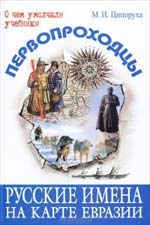 О чем умолчали
учебники
М. И. Ципоруха
ПЕРВОПРОХОДЦЫ
РУССКИЕ ИМЕНА
НА КАРТЕ ЕВРАЗИИ